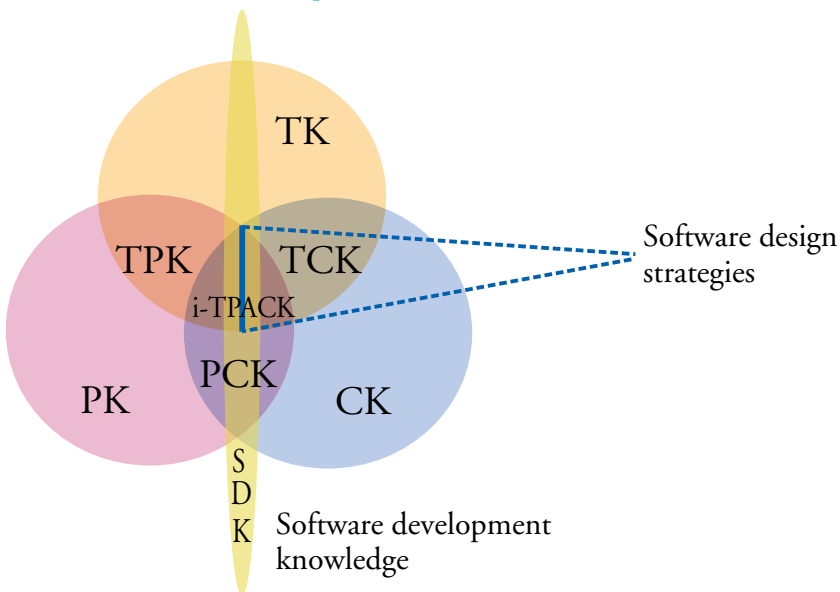 TK
TPK
TCK
Software design
strategies
i-TPACK
PCK
PK
CK
S
D
K
Software development
knowledge